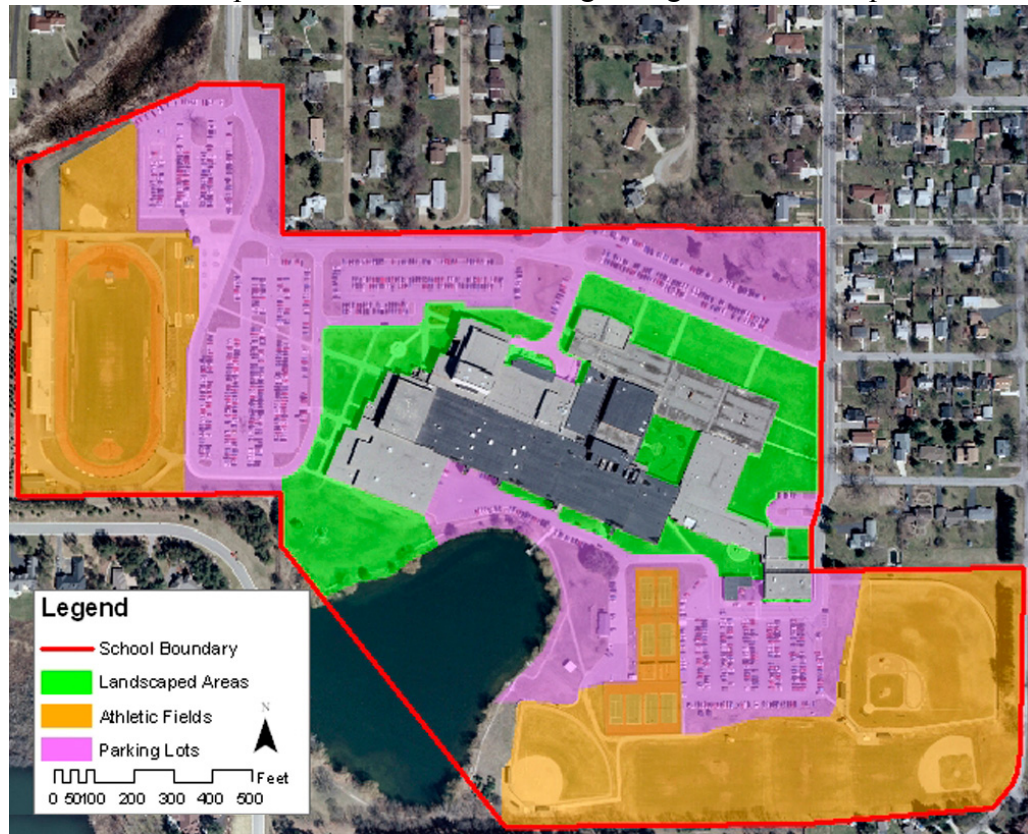 Legend
School Boundary
Landscaped Areas
Athletic Fields
Parking Lots
N
Feet
0 50100 200 300 400 500